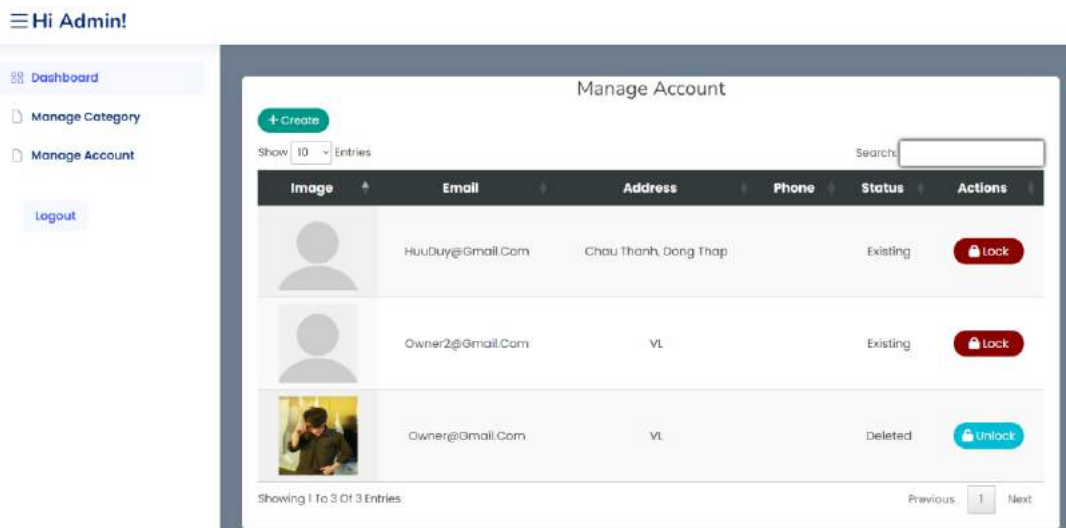 Hi Admin!
Dashboard
Manage Category
Manage Account
Logout
Manage Account
+ Create
Show 10 Entries
Search:
Image Email Address Phone Status Actions
HuuDuy@Gmail.Com Chau Thanh, Dong Thap Existing Lock
Owner2@Gmail.Com VL Existing Lock
Owner@Gmail.Com VL Deleted Unlock
Showing 1 To 3 Of 3 Entries
Previous 1 Next